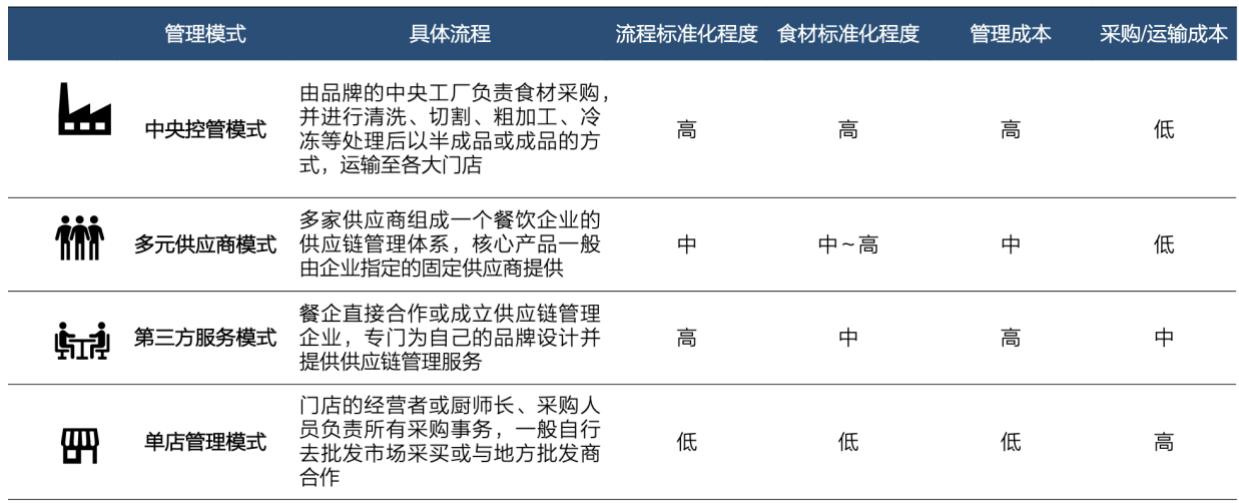 管理模式 具体流程 流程标准化程度 食材标准化程度 管理成本 采购/运输成本
由品牌的中央工厂负责食材采购，
并进行清洗、切割、粗加工、冷
中央控管模式 高 高 高 低
冻等处理后以半成品或成品的方
式，运输至各大门店
多家供应商组成一个餐饮企业的
多元供应商模式 供应链管理体系，核心产品一般 中 中~高 中 低
由企业指定的固定供应商提供
餐企直接合作或成立供应链管理
第三方服务模式 企业，专门为自己的品牌设计并 高 中 高 中
提供供应链管理服务
门店的经营者或厨师长、采购人
员负责所有采购事务，一般自行
单店管理模式 低 低 低 高
去批发市场采买或与地方批发商
合作